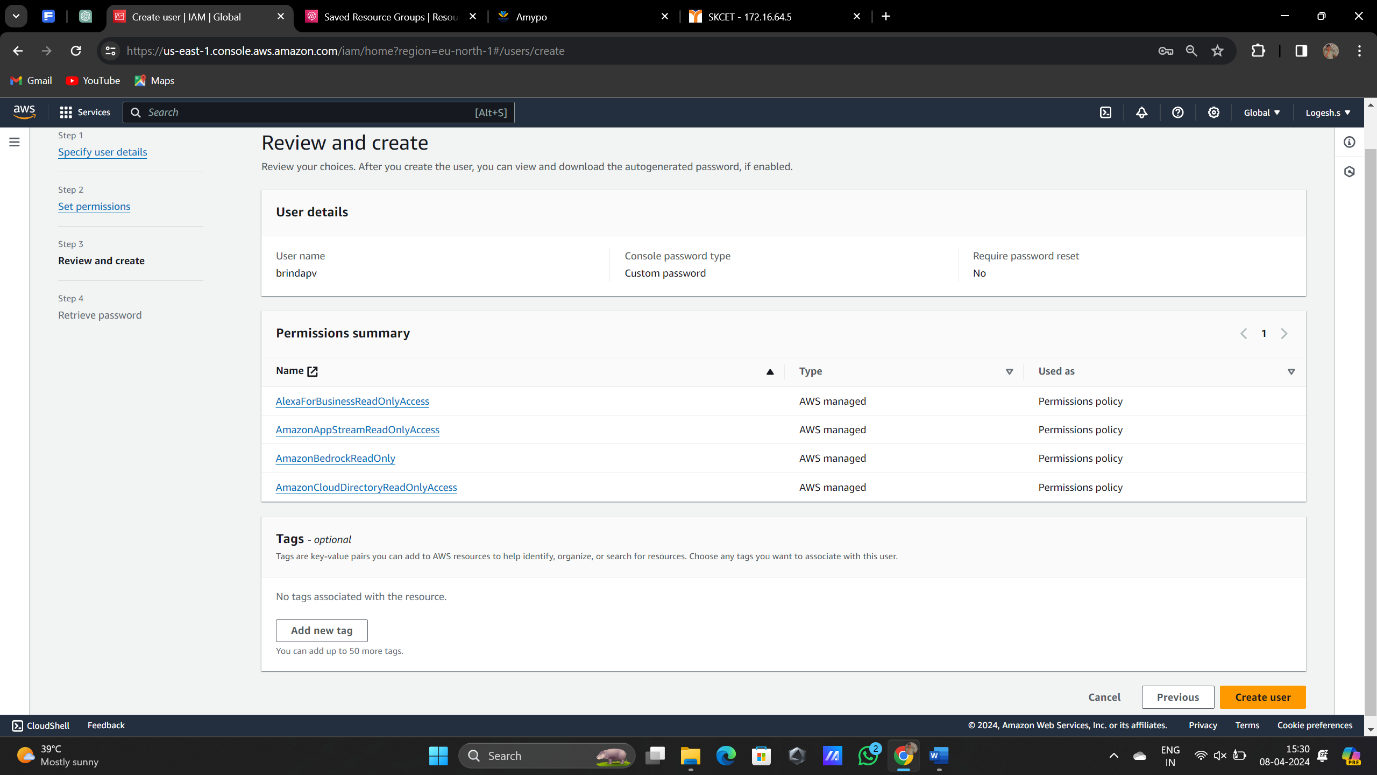 Create user | IAM | Global
Saved Resource Groups | Resou
Amypo
SKCET - 172.16.64.5
https://us-east-1.console.aws.amazon.com/iam/home?region=eu-north-1#/users/create
Gmail
YouTube
Maps
aws
Services
Search
[Alt+S]
Global
Logesh.s
Step 1
Specify user details
Step 2
Set permissions
Step 3
Review and create
Step 4
Retrieve password
Review and create
Review your choices. After you create the user, you can view and download the autogenerated password, if enabled.
User details
User name
brindapv
Console password type
Custom password
Require password reset
No
Permissions summary
1
Name
Type
Used as
AlexaForBusinessReadOnlyAccess
AWS managed
Permissions policy
AmazonAppStreamReadOnlyAccess
AWS managed
Permissions policy
AmazonBedrockReadOnly
AWS managed
Permissions policy
AmazonCloudDirectoryReadOnlyAccess
AWS managed
Permissions policy
Tags - optional
Tags are key-value pairs you can add to AWS resources to help identify, organize, or search for resources. Choose any tags you want to associate with this user.
No tags associated with the resource.
Add new tag
You can add up to 50 more tags.
Cancel
Previous
Create user
CloudShell
Feedback
© 2024, Amazon Web Services, Inc. or its affiliates.
Privacy
Terms
Cookie preferences
39°C
Mostly sunny
Search
2
ENG
IN
15:30
08-04-2024